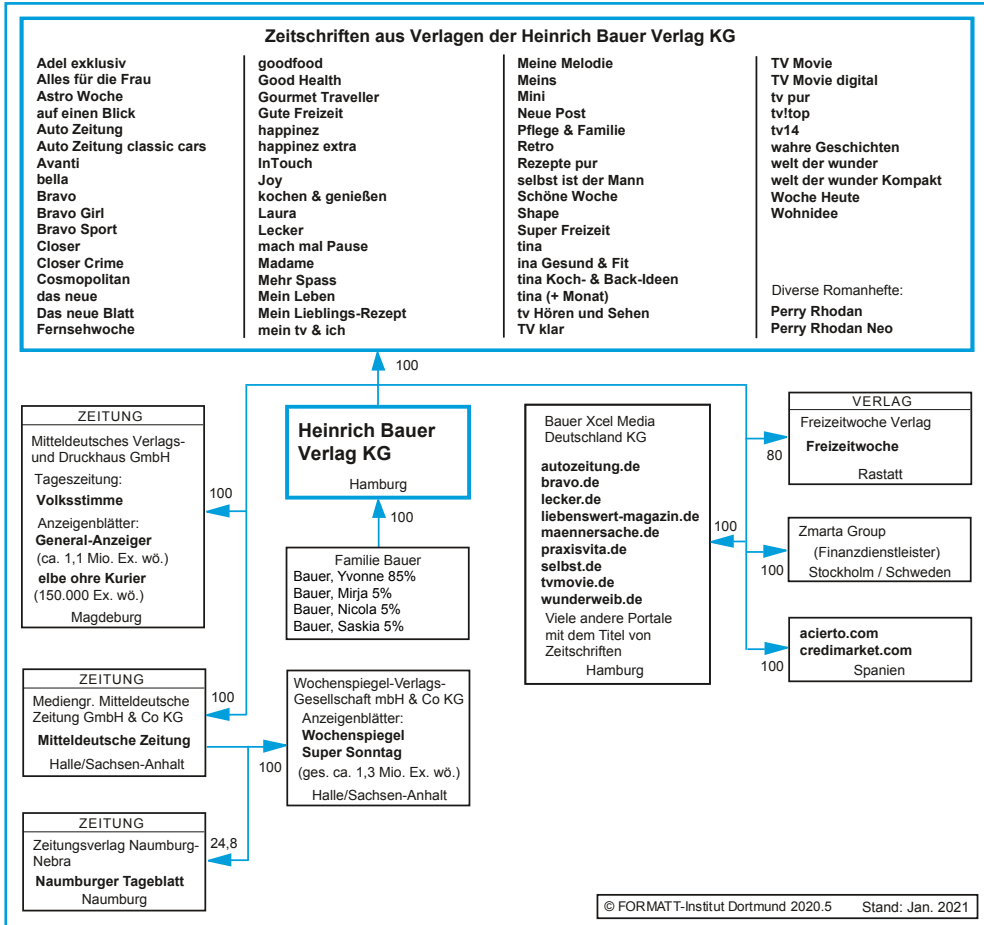 Zeitschriften aus Verlagen der Heinrich Bauer Verlag KG
Adel exklusiv
Alles für die Frau
Astro Woche
auf einen Blick
Auto Zeitung
Auto Zeitung classic cars
Avanti
bella
Bravo
Bravo Girl
Bravo Sport
Closer
Closer Crime
Cosmopolitan
das neue
Das neue Blatt
Fernsehwoche
goodfood
Good Health
Gourmet Traveller
Gute Freizeit
happinez
happinez extra
InTouch
Joy
kochen & genießen
Laura
Lecker
mach mal Pause
Madame
Mehr Spass
Mein Leben
Mein Lieblings-Rezept
mein tv & ich
Meine Melodie
Meins
Mini
Neue Post
Pflege & Familie
Retro
Rezepte pur
selbst ist der Mann
Schöne Woche
Shape
Super Freizeit
tina
ina Gesund & Fit
tina Koch- & Back-Ideen
tina (+ Monat)
tv Hören und Sehen
TV klar
TV Movie
TV Movie digital
tv pur
tv!top
tv14
wahre Geschichten
welt der wunder
welt der wunder Kompakt
Woche Heute
Wohnidee
Diverse Romanhefte:
Perry Rhodan
Perry Rhodan Neo
100
ZEITUNG
Mitteldeutsches Verlags-
und Druckhaus GmbH
Tageszeitung:
Volksstimme
Anzeigenblätter:
General-Anzeiger
(ca. 1,1 Mio. Ex. wö.)
elbe ohne Kurier
(150.000 Ex. wö.)
Magdeburg
100
Heinrich Bauer
Verlag KG
Hamburg
100
Familie Bauer
Bauer, Yvonne 85%
Bauer, Mirja 5%
Bauer, Nicola 5%
Bauer, Saskia 5%
Bauer Xcel Media
Deutschland KG
autozeitung.de
bravo.de
lecker.de
liebenswert-magazin.de
maennersache.de
praxisvita.de
selbst.de
tvmovie.de
wunderweib.de
Viele andere Portale
mit dem Titel von
Zeitschriften
Hamburg
100
VERLAG
Freizeitwoche Verlag
Freizeitwoche
Rastatt
80
Zmarta Group
(Finanzdienstleister)
Stockholm / Schweden
100
acierto.com
credimarket.com
Spanien
100
ZEITUNG
Mediengr. Mitteldeutsche
Zeitung GmbH & Co KG
Mitteldeutsche Zeitung
Halle/Sachsen-Anhalt
100
Wochenspiegel-Verlags-
Gesellschaft mbH & Co KG
Anzeigenblätter:
Wochenspiegel
Super Sonntag
(ges. ca. 1,3 Mio. Ex. wö.)
Halle/Sachsen-Anhalt
100
ZEITUNG
Zeitungsverlag Naumburg-
Nebra
Naumburger Tageblatt
Naumburg
24,8
© FORMATT-Institut Dortmund 2020.5 Stand: Jan. 2021